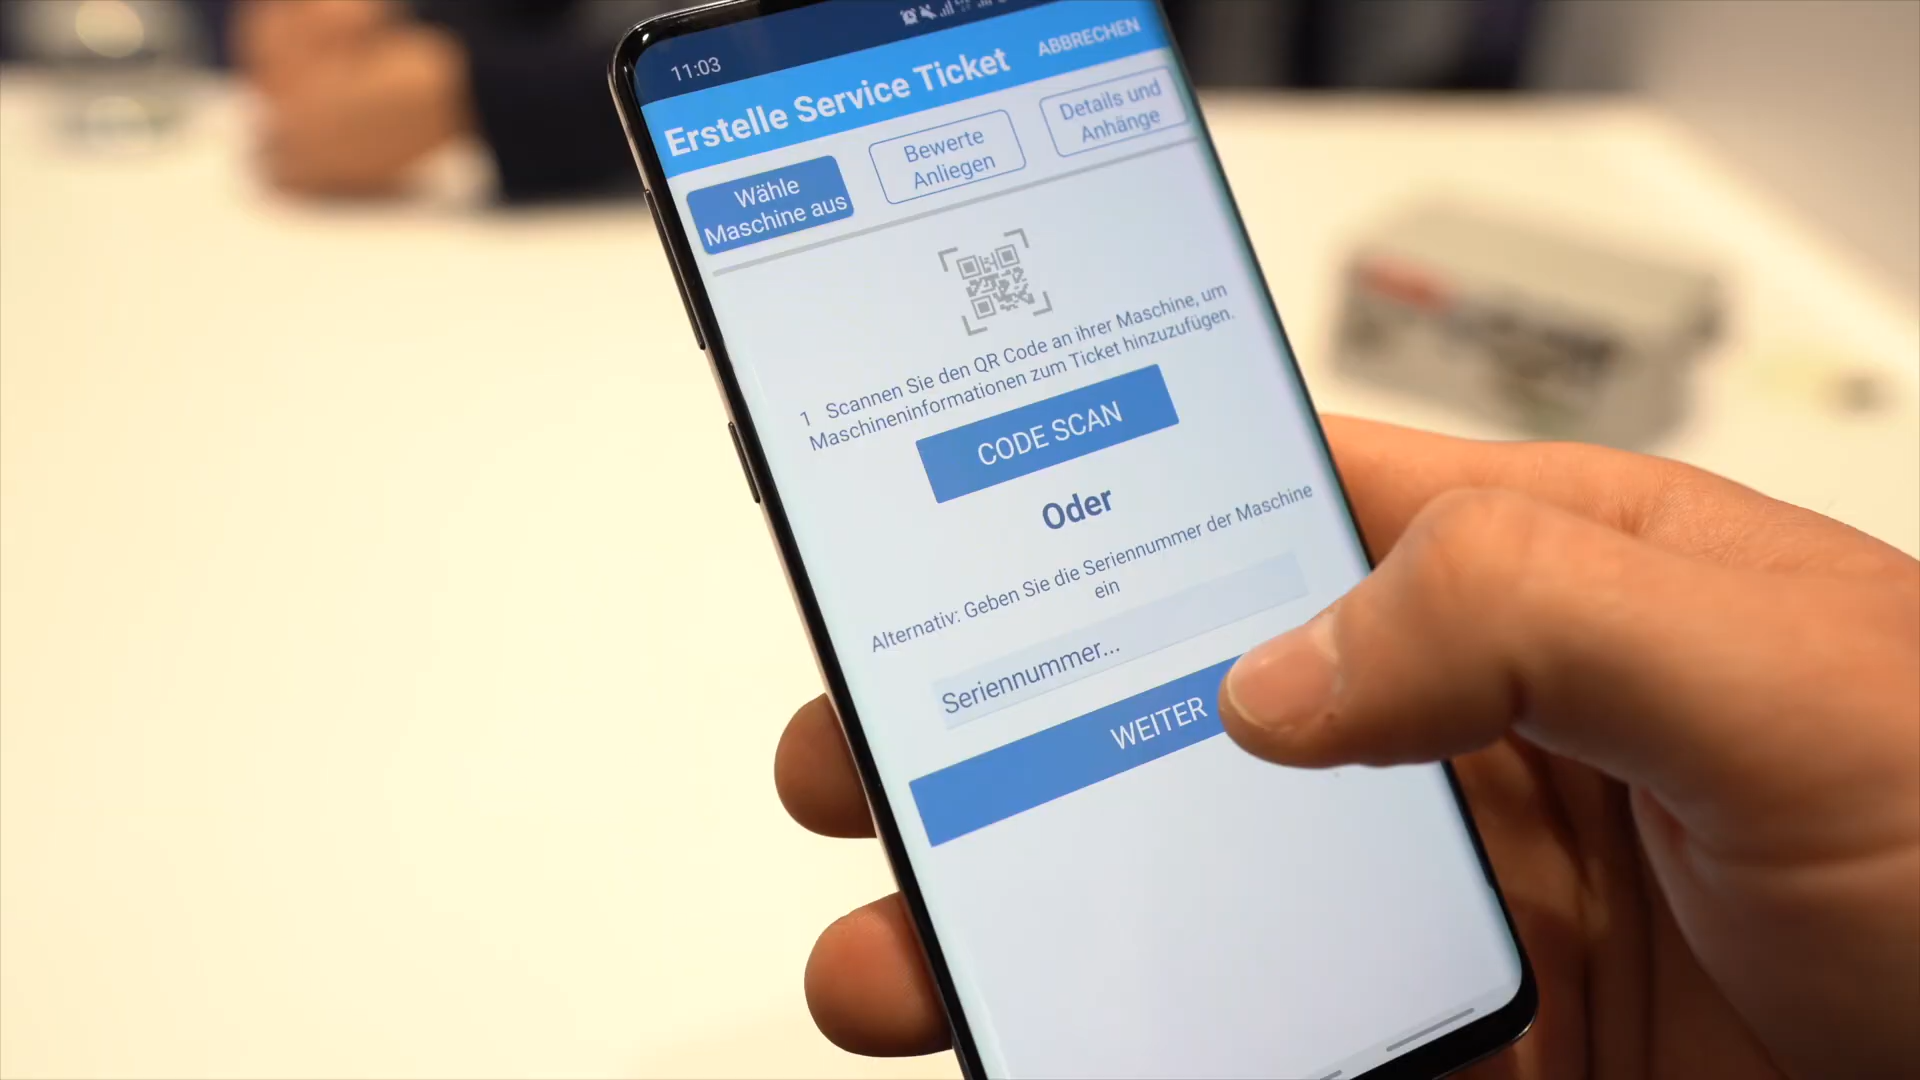 11:03
Erstelle Service Ticket
ABBRECHEN
Wähle
Maschine aus
Bewerte
Anliegen
Details und
Anhänge
1 Scannen Sie den QR Code an ihrer Maschine, um
Maschineninformationen zum Ticket hinzuzufügen.
CODE SCAN
Oder
Alternativ: Geben Sie die Seriennummer der Maschine
ein
Seriennummer...
WEITER